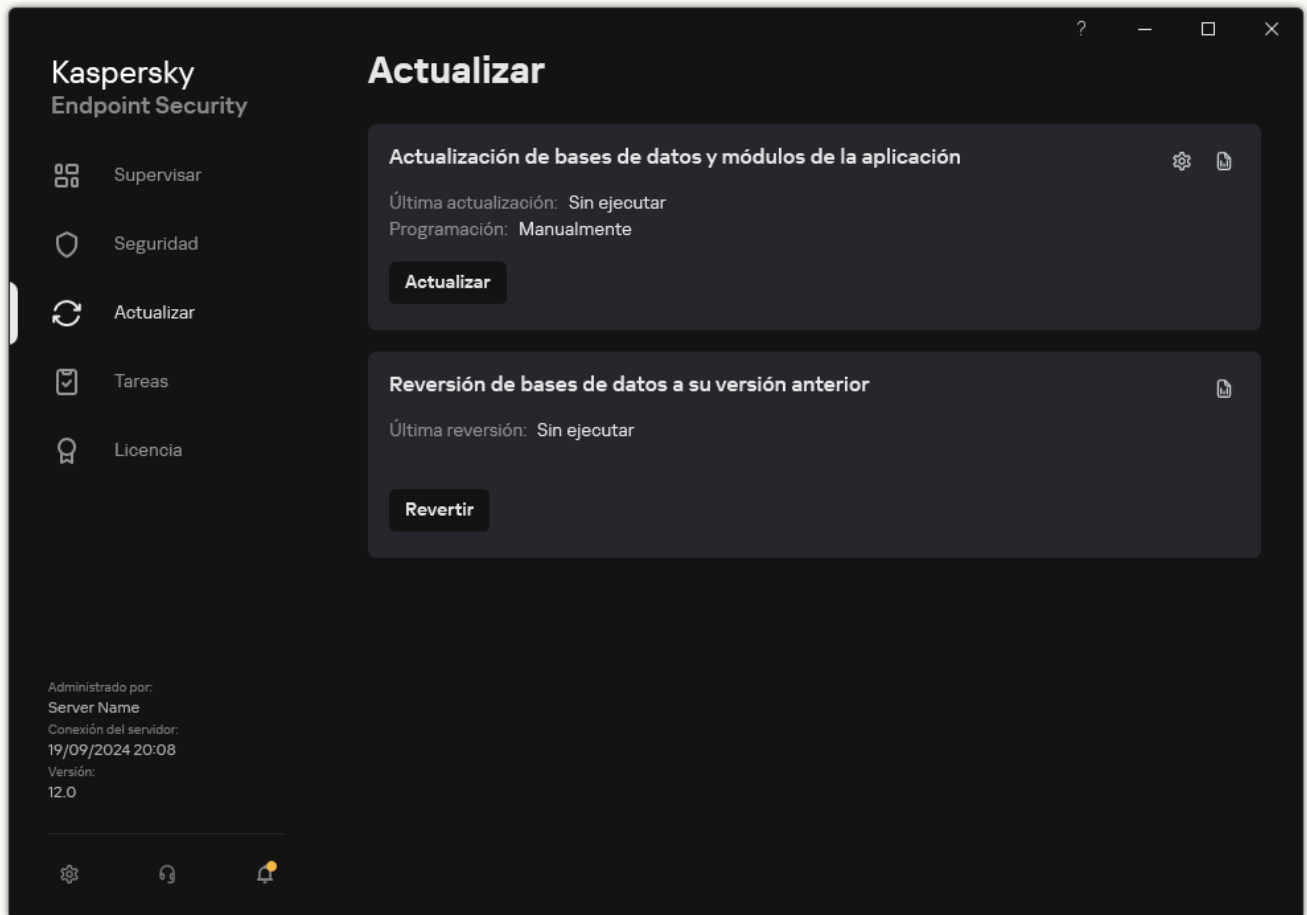 ?
Kaspersky
Endpoint Security
Supervisar
Seguridad
Actualizar
Tareas
Licencia
Administrado por:
Server Name
Conexión del servidor:
19/09/2024 20:08
Versión:
12.0
Actualizar
Actualización de bases de datos y módulos de la aplicación
Última actualización: Sin ejecutar
Programación: Manualmente
Actualizar
Reversión de bases de datos a su versión anterior
Última reversión: Sin ejecutar
Revertir